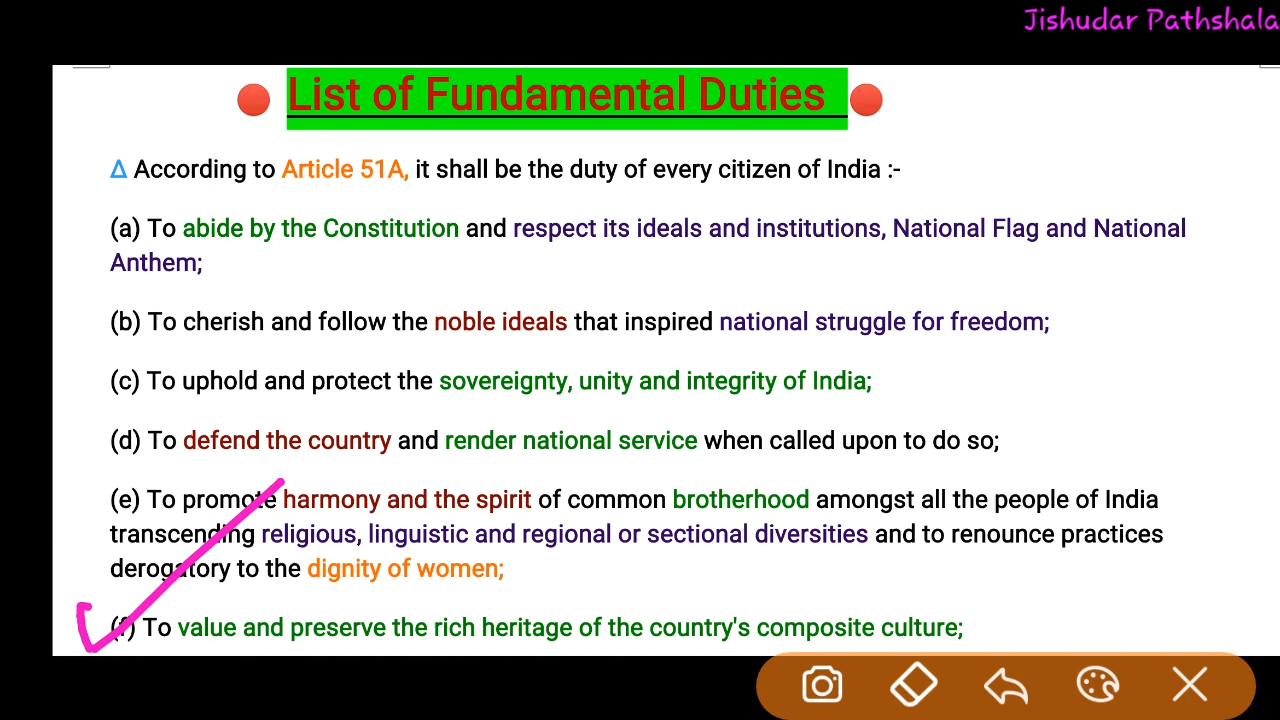 Jishudar Pathshala
List of Fundamental Duties
Δ According to Article 51A, it shall be the duty of every citizen of India :-
(a) To abide by the Constitution and respect its ideals and institutions, National Flag and National
Anthem;
(b) To cherish and follow the noble ideals that inspired national struggle for freedom;
(c) To uphold and protect the sovereignty, unity and integrity of India;
(d) To defend the country and render national service when called upon to do so;
(e) To promote harmony and the spirit of common brotherhood amongst all the people of India
transcending religious, linguistic and regional or sectional diversities and to renounce practices
derogatory to the dignity of women;
(f) To value and preserve the rich heritage of the country's composite culture;